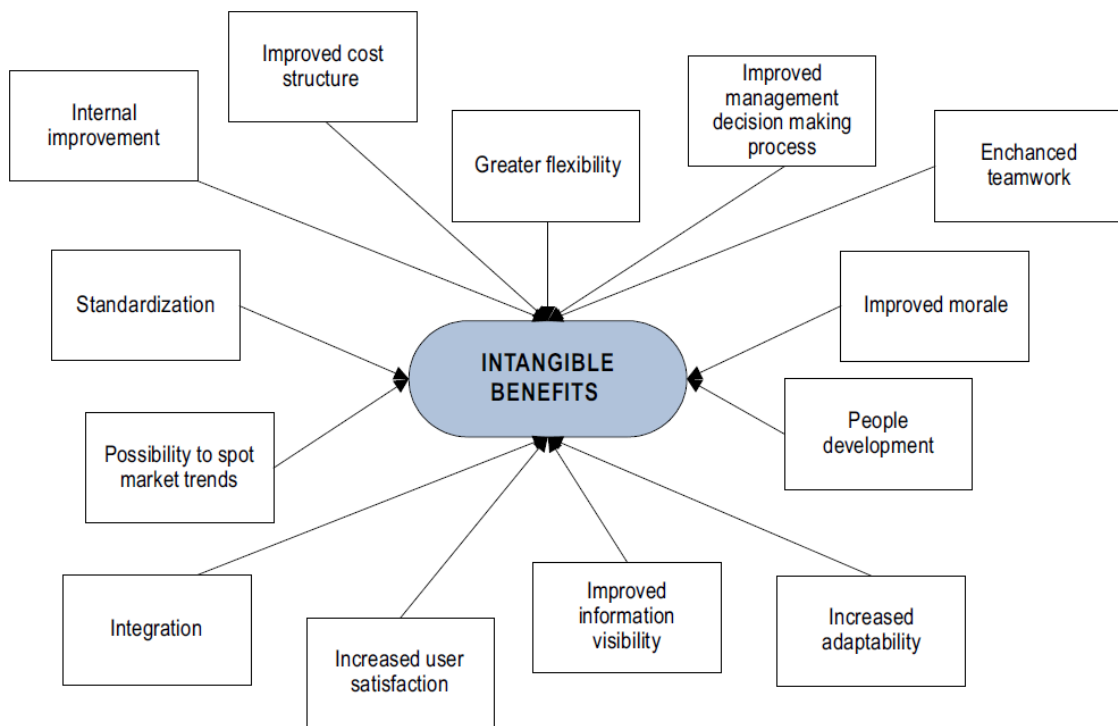 Improved cost
structure
Internal
improvement
Greater flexibility
Improved
management
decision making
process
Enchanced
teamwork
Standardization
Improved morale
INTANGIBLE
BENEFITS
Possibility to spot
market trends
People
development
Integration
Increased user
satisfaction
Improved
information
visibility
Increased
adaptability